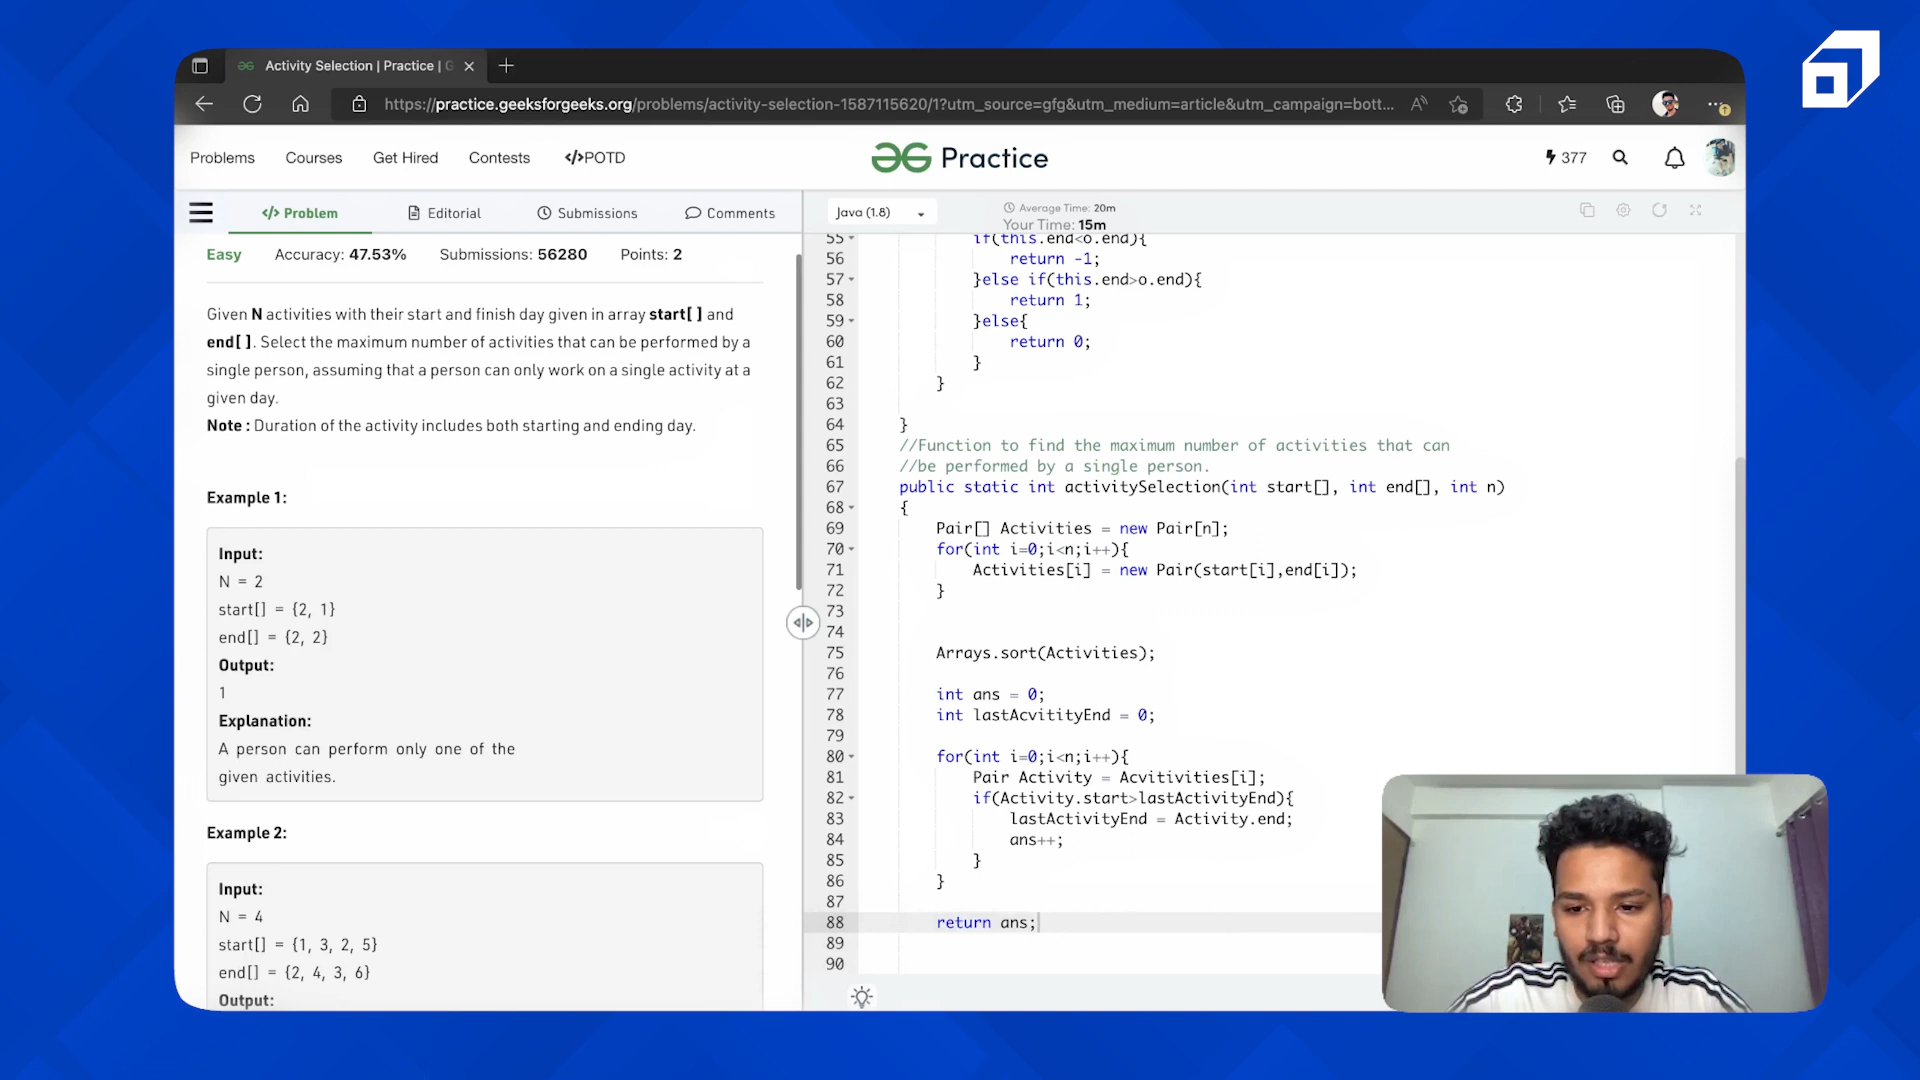 Activity Selection | Practice | G
https://practice.geeksforgeeks.org/problems/activity-selection-1587115620/1?utm_source=gfg&utm_medium=article&utm_campaign=bott...
Problems
Courses
Get Hired
Contests
</>POTD
Practice
377
</> Problem
Editorial
Submissions
Comments
Easy
Accuracy: 47.53%
Submissions: 56280
Points: 2
Given N activities with their start and finish day given in array start[ ] and
end[ ]. Select the maximum number of activities that can be performed by a
single person, assuming that a person can only work on a single activity at a
given day.
Note : Duration of the activity includes both starting and ending day.
Example 1:
Input:
N = 2
start[] = {2, 1}
end[] = {2, 2}
Output:
1
Explanation:
A person can perform only one of the
given activities.
Example 2:
Input:
N = 4
start[] = {1, 3, 2, 5}
end[] = {2, 4, 3, 6}
Output:
Java (1.8)
Average Time: 20m
Your Time: 15m
55 if(this.end<o.end){
56 return -1;
57 }else if(this.end>o.end){
58 return 1;
59 }else{
60 return 0;
61 }
62 }
63
64 }
65 //Function to find the maximum number of activities that can
66 //be performed by a single person.
67 public static int activitySelection(int start[], int end[], int n)
68 {
69 Pair[] Activities = new Pair[n];
70 for(int i=0;i<n;i++){
71 Activities[i] = new Pair(start[i],end[i]);
72 }
73
74
75 Arrays.sort(Activities);
76
77 int ans = 0;
78 int lastAcvitityEnd = 0;
79
80 for(int i=0;i<n;i++){
81 Pair Activity = Acvitivities[i];
82 if(Activity.start>lastActivityEnd){
83 lastActivityEnd = Activity.end;
84 ans++;
85 }
86 }
87
88 return ans;
89
90